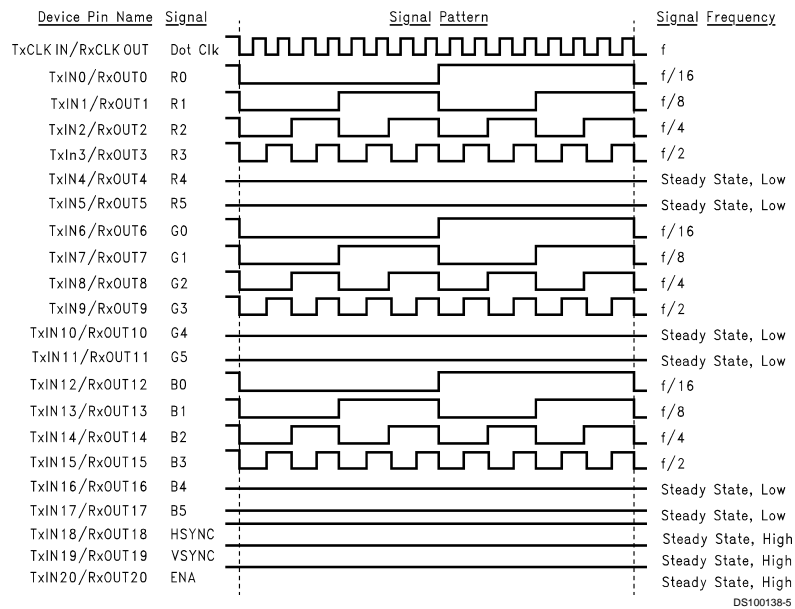 Device Pin Name Signal Signal Pattern Signal Frequency
TxCLK IN/RxCLK OUT Dot Clk f
TxIN0/RxOUT0 R0 f/16
TxIN1/RxOUT1 R1 f/8
TxIN2/RxOUT2 R2 f/4
TxIn3/RxOUT3 R3 f/2
TxIN4/RxOUT4 R4 Steady State, Low
TxIN5/RxOUT5 R5 Steady State, Low
TxIN6/RxOUT6 G0 f/16
TxIN7/RxOUT7 G1 f/8
TxIN8/RxOUT8 G2 f/4
TxIN9/RxOUT9 G3 f/2
TxIN10/RxOUT10 G4 Steady State, Low
TxIN11/RxOUT11 G5 Steady State, Low
TxIN12/RxOUT12 B0 f/16
TxIN13/RxOUT13 B1 f/8
TxIN14/RxOUT14 B2 f/4
TxIN15/RxOUT15 B3 f/2
TxIN16/RxOUT16 B4 Steady State, Low
TxIN17/RxOUT17 B5 Steady State, Low
TxIN18/RxOUT18 HSYNC Steady State, High
TxIN19/RxOUT19 VSYNC Steady State, High
TxIN20/RxOUT20 ENA Steady State, High
DS100138-5